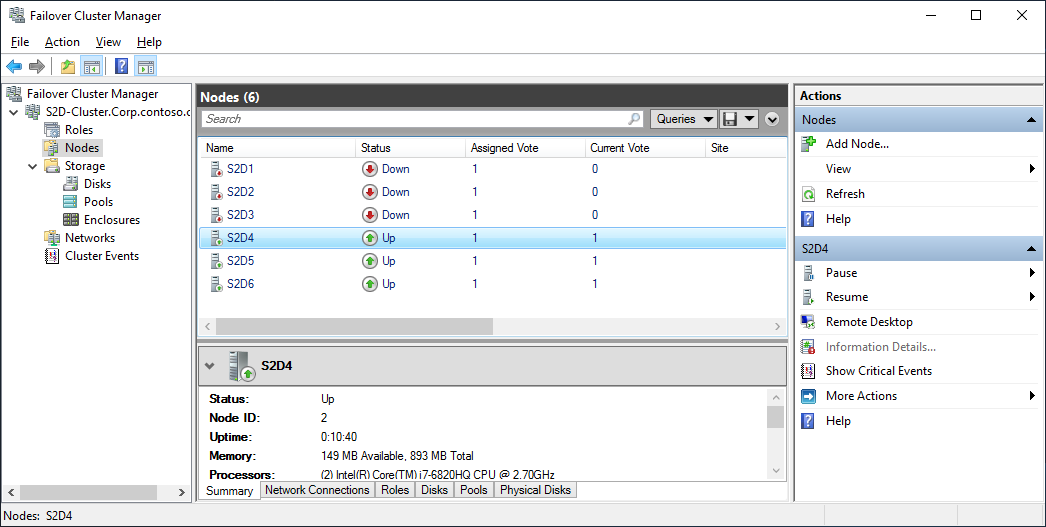 Failover Cluster Manager
File Action View Help
Failover Cluster Manager
S2D-Cluster.Corp.contoso.c
Roles
Nodes
Storage
Disks
Pools
Enclosures
Networks
Cluster Events
Nodes (6)
Search Queries
Name Status Assigned Vote Current Vote Site
S2D1 Down 1 0
S2D2 Down 1 0
S2D3 Down 1 0
S2D4 Up 1 1
S2D5 Up 1 1
S2D6 Up 1 1
S2D4
Status: Up
Node ID: 2
Uptime: 0:10:40
Memory: 149 MB Available, 893 MB Total
Processors: (2) Intel(R) Core(TM) i7-6820HQ CPU @ 2.70GHz
Summary Network Connections Roles Disks Pools Physical Disks
Actions
Nodes
Add Node...
View
Refresh
Help
S2D4
Pause
Resume
Remote Desktop
Information Details...
Show Critical Events
More Actions
Help
Nodes: S2D4